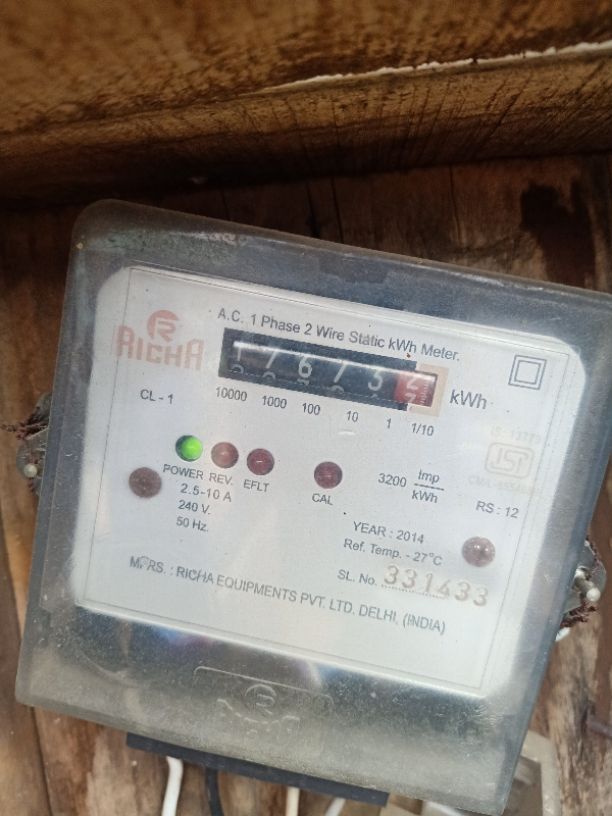 A.C. 1 Phase 2 Wire Static kWh Meter.
R
RICHA
1 7 6 7 3 2
kWh
CL - 1
10000 1000 100 10 1 1/10
POWER REV. EFLT
CAL
3200 Imp/kWh
ISI
RS : 12
2.5-10 A
240 V.
50 Hz.
YEAR : 2014
Ref. Temp. - 27°C
SL. No. 331433
MFRS. : RICHA EQUIPMENTS PVT. LTD. DELHI, (INDIA)